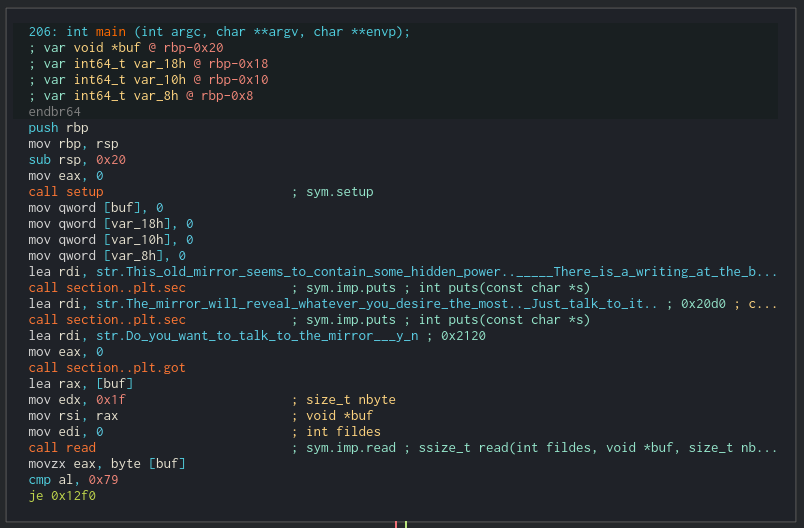 206: int main (int argc, char **argv, char **envp);
; var void *buf @ rbp-0x20
; var int64_t var_18h @ rbp-0x18
; var int64_t var_10h @ rbp-0x10
; var int64_t var_8h @ rbp-0x8
endbr64
push rbp
mov rbp, rsp
sub rsp, 0x20
mov eax, 0
call setup ; sym.setup
mov qword [buf], 0
mov qword [var_18h], 0
mov qword [var_10h], 0
mov qword [var_8h], 0
lea rdi, str.This_old_mirror_seems_to_contain_some_hidden_power.._____There_is_a_writing_at_the_b...
call section..plt.sec ; sym.imp.puts ; int puts(const char *s)
lea rdi, str.The_mirror_will_reveal_whatever_you_desire_the_most.._Just_talk_to_it.. ; 0x20d0 ; c...
call section..plt.sec ; sym.imp.puts ; int puts(const char *s)
lea rdi, str.Do_you_want_to_talk_to_the_mirror___y_n ; 0x2120
mov eax, 0
call section..plt.got
lea rax, [buf]
mov edx, 0x1f ; size_t nbyte
mov rsi, rax ; void *buf
mov edi, 0 ; int fildes
call read ; sym.imp.read ; ssize_t read(int fildes, void *buf, size_t nb...
movzx eax, byte [buf]
cmp al, 0x79
je 0x12f0